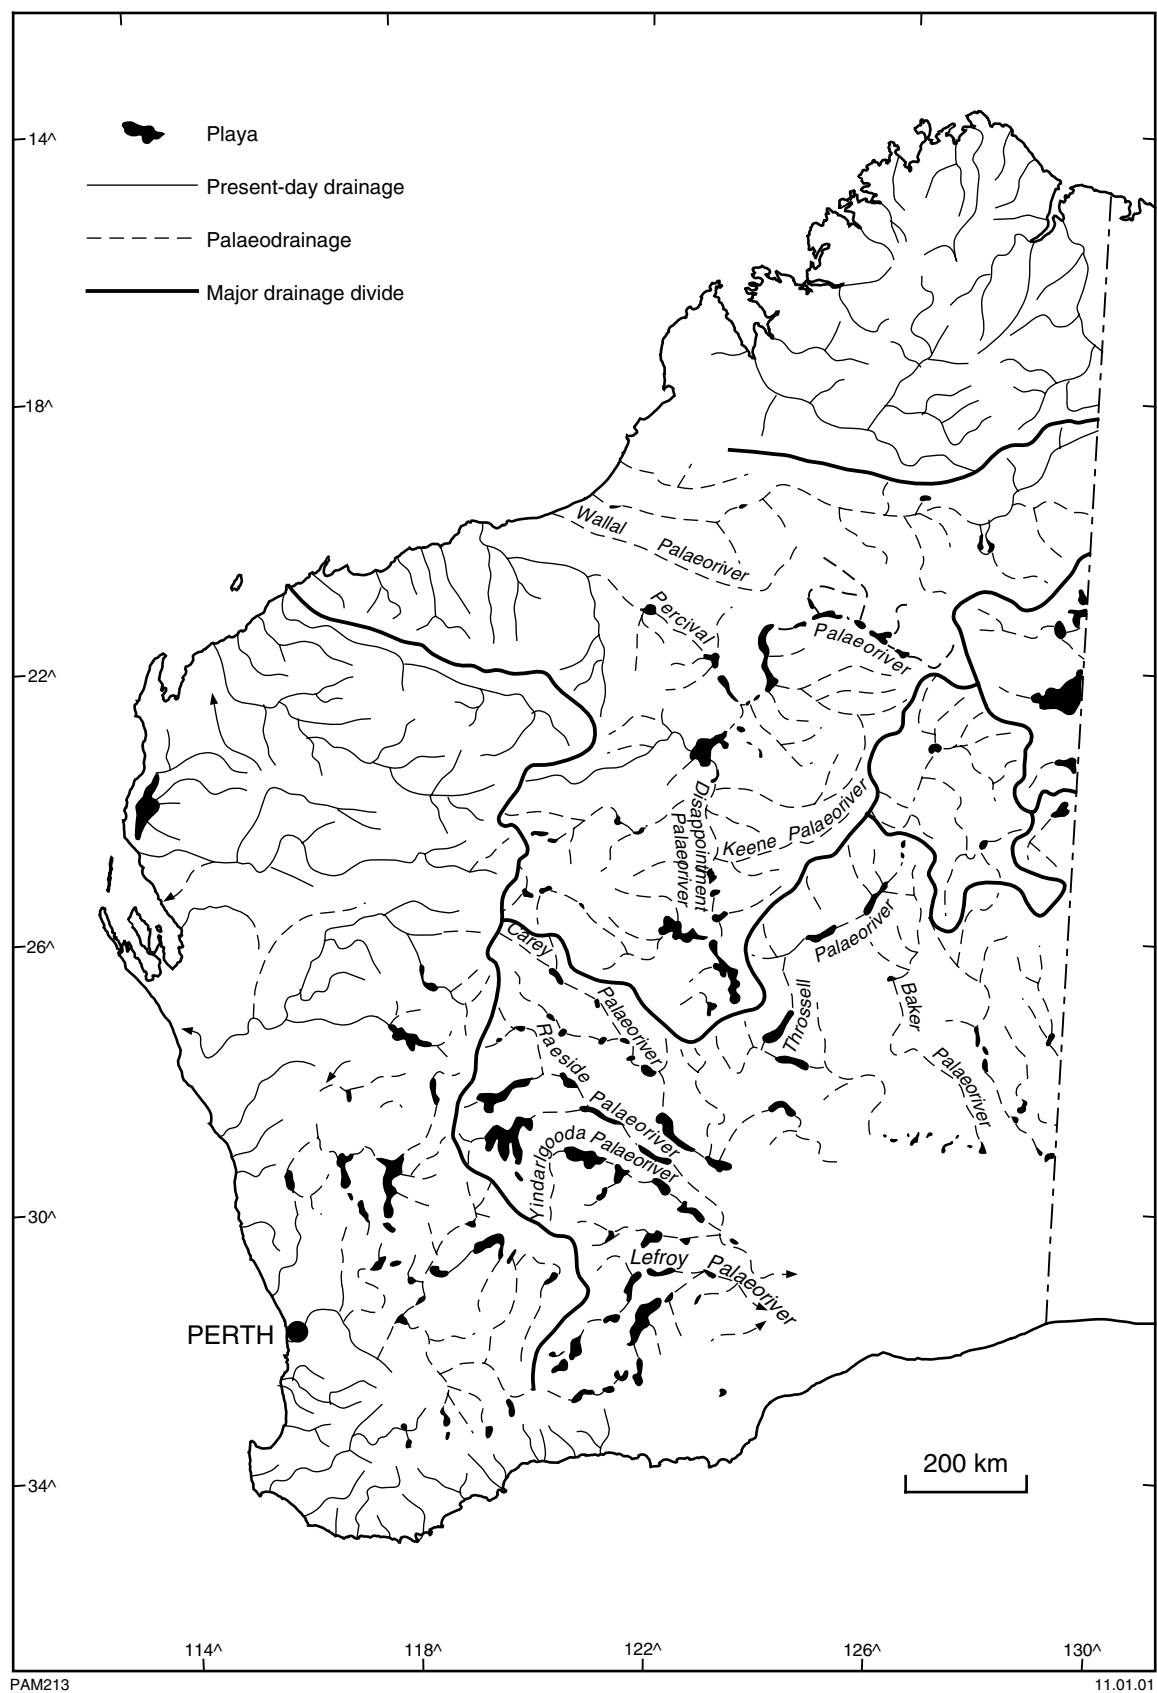 Playa
Present-day drainage
Palaeodrainage
Major drainage divide
14^
18^
22^
26^
30^
34^
Wallal
Palaeoriver
Percival
Palaeoriver
Disappointment
Palaeoriver
Keene Palaeoriver
Carey
Palaeoriver
Palaeoriver
Throssell
Baker
Palaeoriver
Raeside
Palaeoriver
Yindarlgooda Palaeoriver
Lefroy
Palaeoriver
PERTH
200 km
114^
118^
122^
126^
130^
PAM213
11.01.01